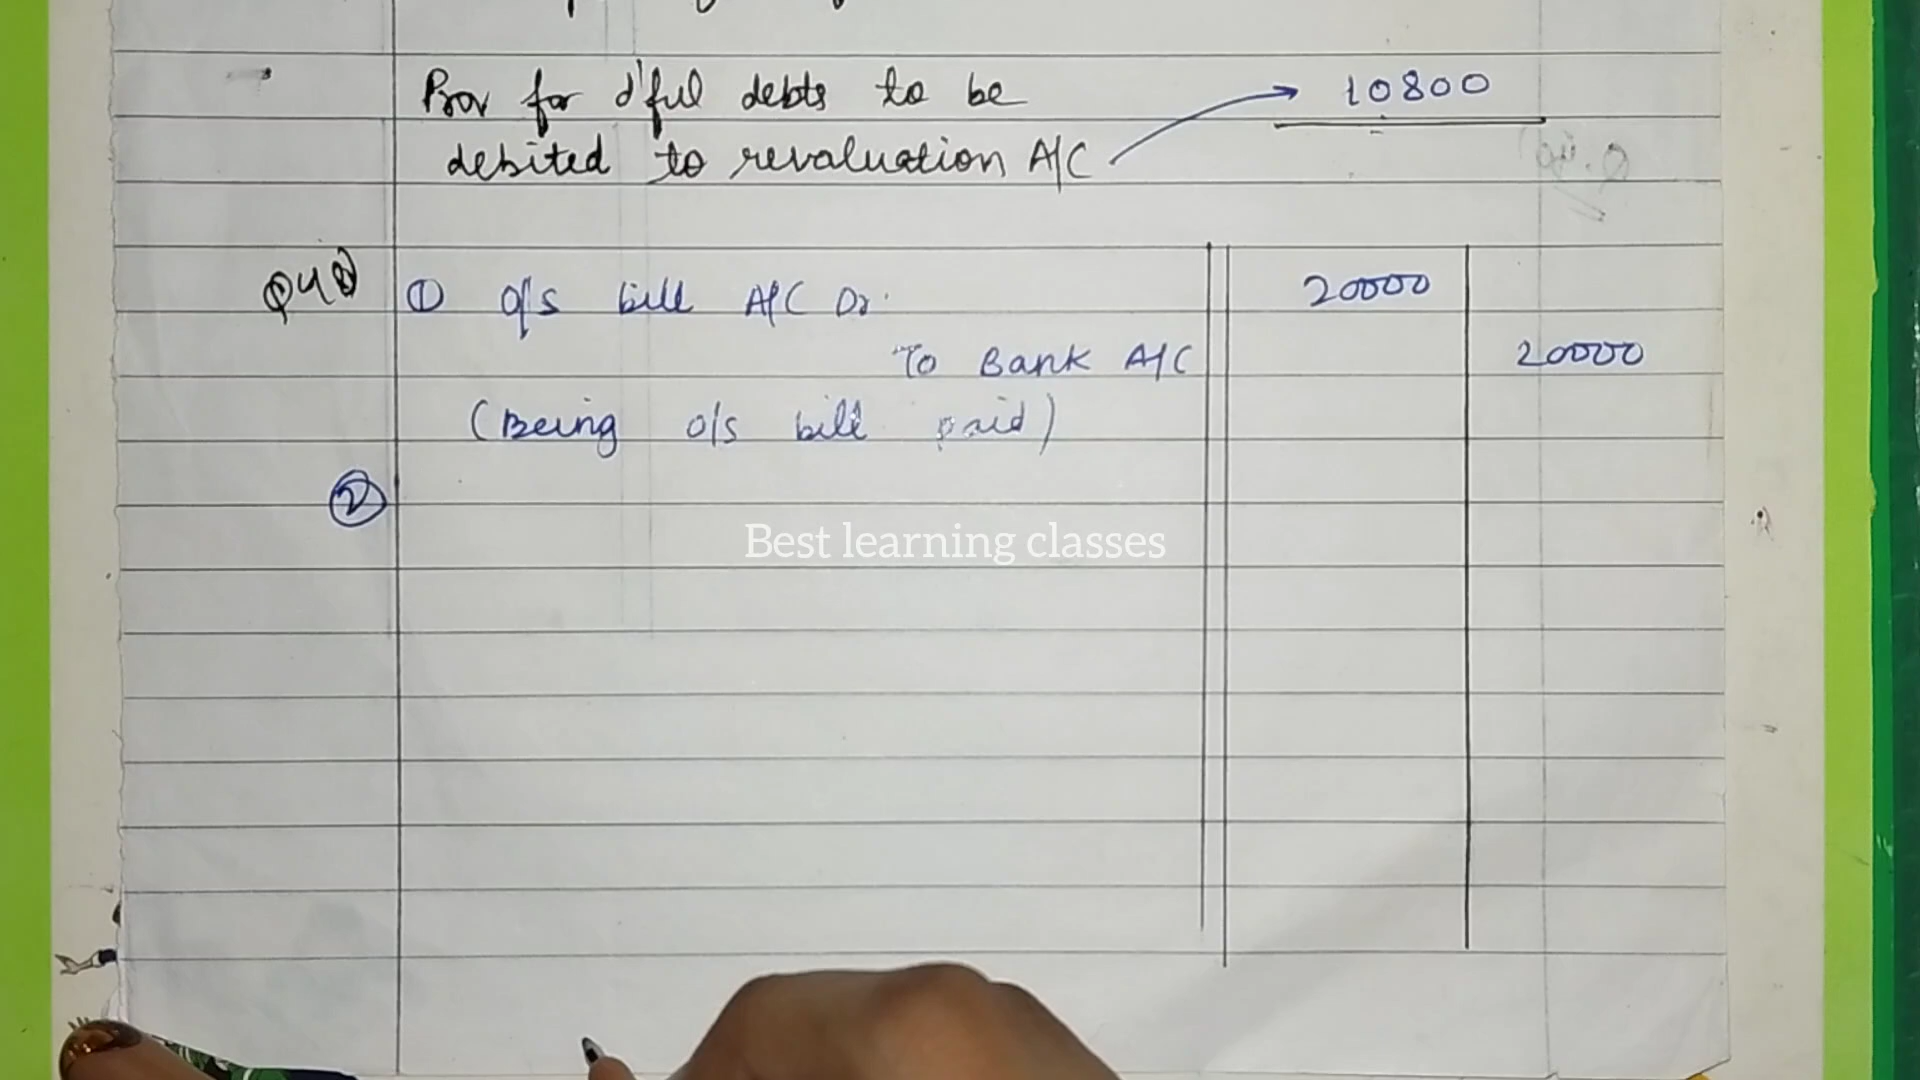 Prov for d'ful debts to be 10800
debited to revaluation A/C
Q48 ① o/s bill A/C Dr. 20000
To Bank A/C 20000
(Being o/s bill paid)
②
Best learning classes